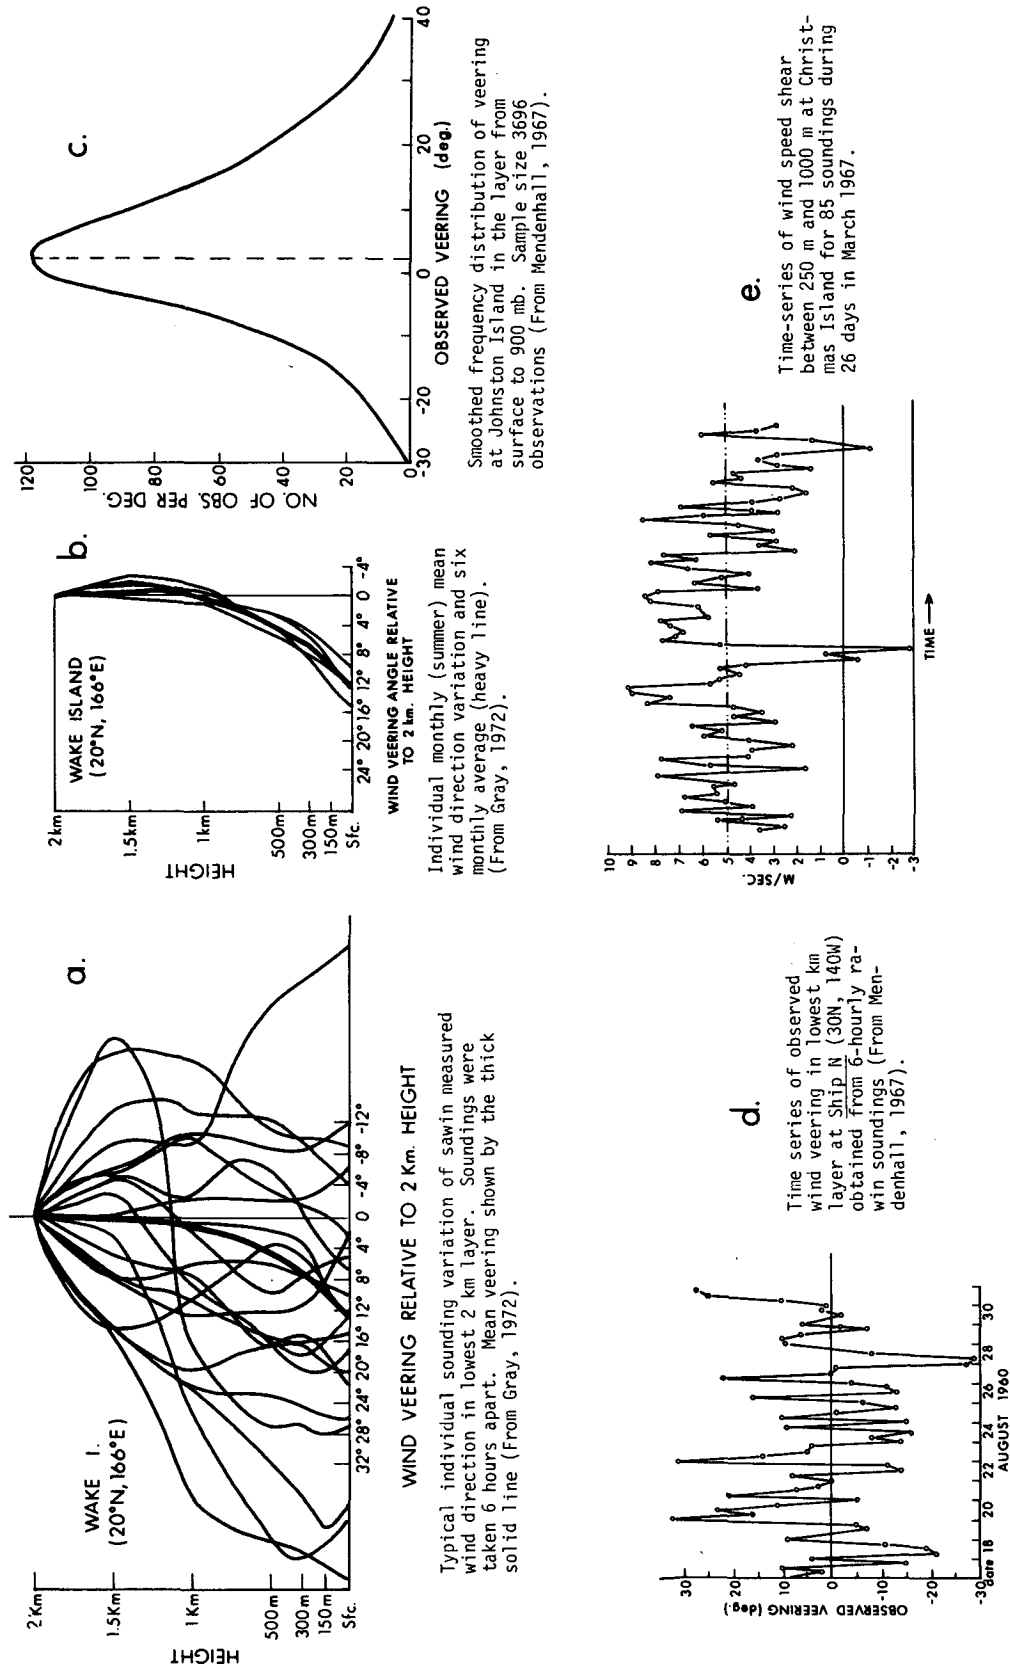 a.
WAKE I.
(20°N, 166°E)
HEIGHT
2 Km
1.5Km
1 Km
500m
300 m
150 m
Sfc.
32° 28° 24° 20° 16° 12° 8° 4° 0 -4° -8° -12°
WIND VEERING RELATIVE TO 2 Km. HEIGHT
Typical individual sounding variation of sawin measured
wind direction in lowest 2 km layer. Soundings were
taken 6 hours apart. Mean veering shown by the thick
solid line (From Gray, 1972).
b.
WAKE ISLAND
(20°N, 166°E)
HEIGHT
2 km
1.5km
1km
500m
300m
150m
Sfc.
24° 20° 16° 12° 8° 4° 0 -4°
WIND VEERING ANGLE RELATIVE
TO 2 km. HEIGHT
Individual monthly (summer) mean
wind direction variation and six
monthly average (heavy line).
(From Gray, 1972).
c.
NO. OF OBS. PER DEG.
120
100
80
60
40
20
0
-30 -20 0 20 40
OBSERVED VEERING (deg.)
Smoothed frequency distribution of veering
at Johnston Island in the layer from
surface to 900 mb. Sample size 3696
observations (From Mendenhall, 1967).
d.
OBSERVED VEERING (deg.)
30
20
10
0
-10
-20
-30
Date 18 20 22 24 26 28 30
AUGUST 1960
Time series of observed
wind veering in lowest km
layer at Ship N (30N, 140W)
obtained from 6-hourly ra-
win soundings (From Men-
denhall, 1967).
e.
M/SEC.
10
9
8
7
6
5
4
3
2
1
0
-1
-2
-3
TIME →
Time-series of wind speed shear
between 250 m and 1000 m at Christ-
mas Island for 85 soundings during
26 days in March 1967.